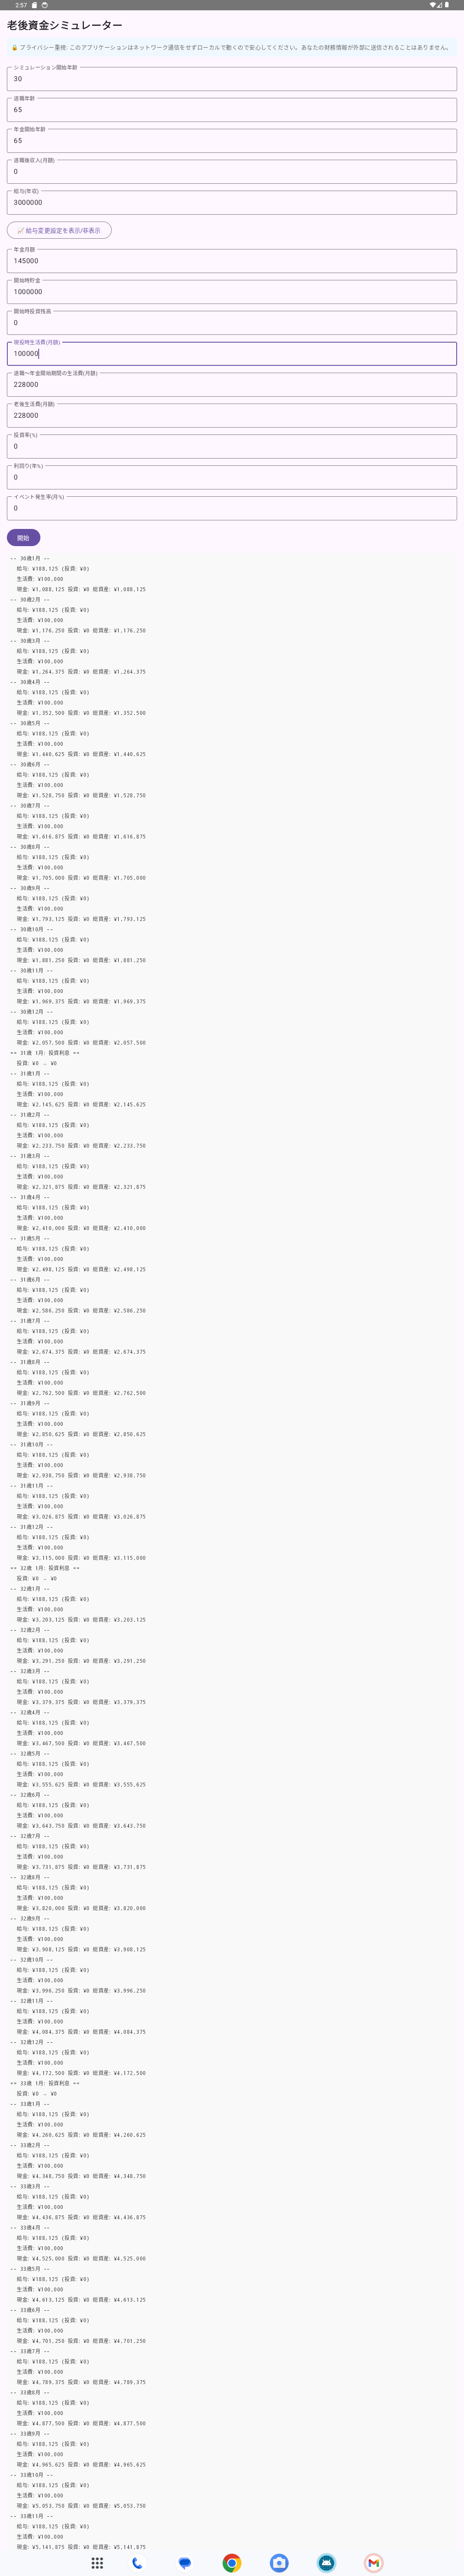 2:57
老後資金シミュレーター
🔒 プライバシー重視: このアプリケーションはネットワーク通信をせずローカルで動くので安心してください。あなたの財務情報が外部に送信されることはありません。
シミュレーション開始年齢
30
退職年齢
65
年金開始年齢
65
退職後収入(月額)
0
給与(年収)
3000000
📈 給与変更設定を表示/非表示
年金月額
145000
開始時貯金
1000000
開始時投資残高
0
現役時生活費(月額)
100000
退職〜年金開始期間の生活費(月額)
228000
老後生活費(月額)
228000
投資率(%)
0
利回り(年%)
0
イベント発生率(月%)
0
開始
-- 30歳1月 --
給与: ¥188,125 (投資: ¥0)
生活費: ¥100,000
現金: ¥1,088,125 投資: ¥0 総資産: ¥1,088,125
-- 30歳2月 --
給与: ¥188,125 (投資: ¥0)
生活費: ¥100,000
現金: ¥1,176,250 投資: ¥0 総資産: ¥1,176,250
-- 30歳3月 --
給与: ¥188,125 (投資: ¥0)
生活費: ¥100,000
現金: ¥1,264,375 投資: ¥0 総資産: ¥1,264,375
-- 30歳4月 --
給与: ¥188,125 (投資: ¥0)
生活費: ¥100,000
現金: ¥1,352,500 投資: ¥0 総資産: ¥1,352,500
-- 30歳5月 --
給与: ¥188,125 (投資: ¥0)
生活費: ¥100,000
現金: ¥1,440,625 投資: ¥0 総資産: ¥1,440,625
-- 30歳6月 --
給与: ¥188,125 (投資: ¥0)
生活費: ¥100,000
現金: ¥1,528,750 投資: ¥0 総資産: ¥1,528,750
-- 30歳7月 --
給与: ¥188,125 (投資: ¥0)
生活費: ¥100,000
現金: ¥1,616,875 投資: ¥0 総資産: ¥1,616,875
-- 30歳8月 --
給与: ¥188,125 (投資: ¥0)
生活費: ¥100,000
現金: ¥1,705,000 投資: ¥0 総資産: ¥1,705,000
-- 30歳9月 --
給与: ¥188,125 (投資: ¥0)
生活費: ¥100,000
現金: ¥1,793,125 投資: ¥0 総資産: ¥1,793,125
-- 30歳10月 --
給与: ¥188,125 (投資: ¥0)
生活費: ¥100,000
現金: ¥1,881,250 投資: ¥0 総資産: ¥1,881,250
-- 30歳11月 --
給与: ¥188,125 (投資: ¥0)
生活費: ¥100,000
現金: ¥1,969,375 投資: ¥0 総資産: ¥1,969,375
-- 30歳12月 --
給与: ¥188,125 (投資: ¥0)
生活費: ¥100,000
現金: ¥2,057,500 投資: ¥0 総資産: ¥2,057,500
== 31歳 1月: 投資利息 ==
投資: ¥0 → ¥0
-- 31歳1月 --
給与: ¥188,125 (投資: ¥0)
生活費: ¥100,000
現金: ¥2,145,625 投資: ¥0 総資産: ¥2,145,625
-- 31歳2月 --
給与: ¥188,125 (投資: ¥0)
生活費: ¥100,000
現金: ¥2,233,750 投資: ¥0 総資産: ¥2,233,750
-- 31歳3月 --
給与: ¥188,125 (投資: ¥0)
生活費: ¥100,000
現金: ¥2,321,875 投資: ¥0 総資産: ¥2,321,875
-- 31歳4月 --
給与: ¥188,125 (投資: ¥0)
生活費: ¥100,000
現金: ¥2,410,000 投資: ¥0 総資産: ¥2,410,000
-- 31歳5月 --
給与: ¥188,125 (投資: ¥0)
生活費: ¥100,000
現金: ¥2,498,125 投資: ¥0 総資産: ¥2,498,125
-- 31歳6月 --
給与: ¥188,125 (投資: ¥0)
生活費: ¥100,000
現金: ¥2,586,250 投資: ¥0 総資産: ¥2,586,250
-- 31歳7月 --
給与: ¥188,125 (投資: ¥0)
生活費: ¥100,000
現金: ¥2,674,375 投資: ¥0 総資産: ¥2,674,375
-- 31歳8月 --
給与: ¥188,125 (投資: ¥0)
生活費: ¥100,000
現金: ¥2,762,500 投資: ¥0 総資産: ¥2,762,500
-- 31歳9月 --
給与: ¥188,125 (投資: ¥0)
生活費: ¥100,000
現金: ¥2,850,625 投資: ¥0 総資産: ¥2,850,625
-- 31歳10月 --
給与: ¥188,125 (投資: ¥0)
生活費: ¥100,000
現金: ¥2,938,750 投資: ¥0 総資産: ¥2,938,750
-- 31歳11月 --
給与: ¥188,125 (投資: ¥0)
生活費: ¥100,000
現金: ¥3,026,875 投資: ¥0 総資産: ¥3,026,875
-- 31歳12月 --
給与: ¥188,125 (投資: ¥0)
生活費: ¥100,000
現金: ¥3,115,000 投資: ¥0 総資産: ¥3,115,000
== 32歳 1月: 投資利息 ==
投資: ¥0 → ¥0
-- 32歳1月 --
給与: ¥188,125 (投資: ¥0)
生活費: ¥100,000
現金: ¥3,203,125 投資: ¥0 総資産: ¥3,203,125
-- 32歳2月 --
給与: ¥188,125 (投資: ¥0)
生活費: ¥100,000
現金: ¥3,291,250 投資: ¥0 総資産: ¥3,291,250
-- 32歳3月 --
給与: ¥188,125 (投資: ¥0)
生活費: ¥100,000
現金: ¥3,379,375 投資: ¥0 総資産: ¥3,379,375
-- 32歳4月 --
給与: ¥188,125 (投資: ¥0)
生活費: ¥100,000
現金: ¥3,467,500 投資: ¥0 総資産: ¥3,467,500
-- 32歳5月 --
給与: ¥188,125 (投資: ¥0)
生活費: ¥100,000
現金: ¥3,555,625 投資: ¥0 総資産: ¥3,555,625
-- 32歳6月 --
給与: ¥188,125 (投資: ¥0)
生活費: ¥100,000
現金: ¥3,643,750 投資: ¥0 総資産: ¥3,643,750
-- 32歳7月 --
給与: ¥188,125 (投資: ¥0)
生活費: ¥100,000
現金: ¥3,731,875 投資: ¥0 総資産: ¥3,731,875
-- 32歳8月 --
給与: ¥188,125 (投資: ¥0)
生活費: ¥100,000
現金: ¥3,820,000 投資: ¥0 総資産: ¥3,820,000
-- 32歳9月 --
給与: ¥188,125 (投資: ¥0)
生活費: ¥100,000
現金: ¥3,908,125 投資: ¥0 総資産: ¥3,908,125
-- 32歳10月 --
給与: ¥188,125 (投資: ¥0)
生活費: ¥100,000
現金: ¥3,996,250 投資: ¥0 総資産: ¥3,996,250
-- 32歳11月 --
給与: ¥188,125 (投資: ¥0)
生活費: ¥100,000
現金: ¥4,084,375 投資: ¥0 総資産: ¥4,084,375
-- 32歳12月 --
給与: ¥188,125 (投資: ¥0)
生活費: ¥100,000
現金: ¥4,172,500 投資: ¥0 総資産: ¥4,172,500
== 33歳 1月: 投資利息 ==
投資: ¥0 → ¥0
-- 33歳1月 --
給与: ¥188,125 (投資: ¥0)
生活費: ¥100,000
現金: ¥4,260,625 投資: ¥0 総資産: ¥4,260,625
-- 33歳2月 --
給与: ¥188,125 (投資: ¥0)
生活費: ¥100,000
現金: ¥4,348,750 投資: ¥0 総資産: ¥4,348,750
-- 33歳3月 --
給与: ¥188,125 (投資: ¥0)
生活費: ¥100,000
現金: ¥4,436,875 投資: ¥0 総資産: ¥4,436,875
-- 33歳4月 --
給与: ¥188,125 (投資: ¥0)
生活費: ¥100,000
現金: ¥4,525,000 投資: ¥0 総資産: ¥4,525,000
-- 33歳5月 --
給与: ¥188,125 (投資: ¥0)
生活費: ¥100,000
現金: ¥4,613,125 投資: ¥0 総資産: ¥4,613,125
-- 33歳6月 --
給与: ¥188,125 (投資: ¥0)
生活費: ¥100,000
現金: ¥4,701,250 投資: ¥0 総資産: ¥4,701,250
-- 33歳7月 --
給与: ¥188,125 (投資: ¥0)
生活費: ¥100,000
現金: ¥4,789,375 投資: ¥0 総資産: ¥4,789,375
-- 33歳8月 --
給与: ¥188,125 (投資: ¥0)
生活費: ¥100,000
現金: ¥4,877,500 投資: ¥0 総資産: ¥4,877,500
-- 33歳9月 --
給与: ¥188,125 (投資: ¥0)
生活費: ¥100,000
現金: ¥4,965,625 投資: ¥0 総資産: ¥4,965,625
-- 33歳10月 --
給与: ¥188,125 (投資: ¥0)
生活費: ¥100,000
現金: ¥5,053,750 投資: ¥0 総資産: ¥5,053,750
-- 33歳11月 --
給与: ¥188,125 (投資: ¥0)
生活費: ¥100,000
現金: ¥5,141,875 投資: ¥0 総資産: ¥5,141,875